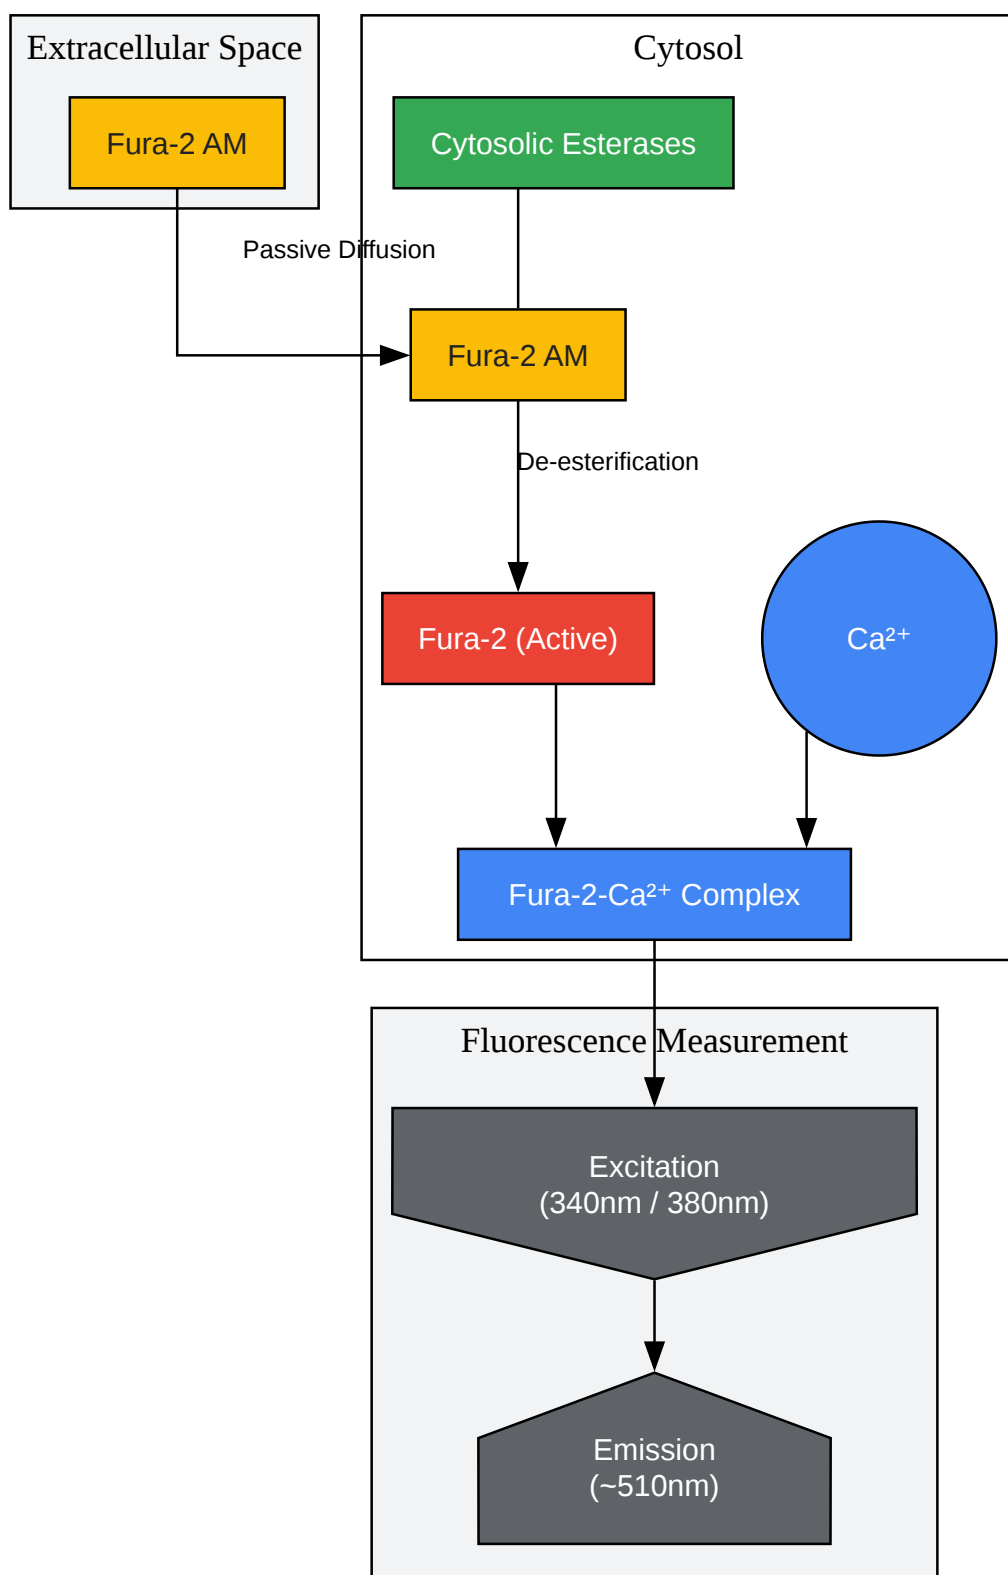 Extracellular Space
Cytosol
Fura-2 AM
Cytosolic Esterases
Passive Diffusion
Fura-2 AM
De-esterification
Fura-2 (Active)
Ca²⁺
Fura-2-Ca²⁺ Complex
Fluorescence Measurement
Excitation
(340nm / 380nm)
Emission
(~510nm)